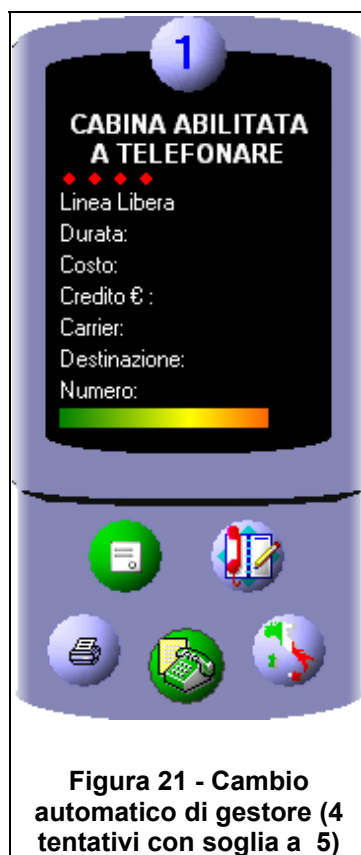 1
CABINA ABILITATA
A TELEFONARE
Linea Libera
Durata:
Costo:
Credito € :
Carrier:
Destinazione:
Numero:
Figura 21 - Cambio
automatico di gestore (4
tentativi con soglia a  5)